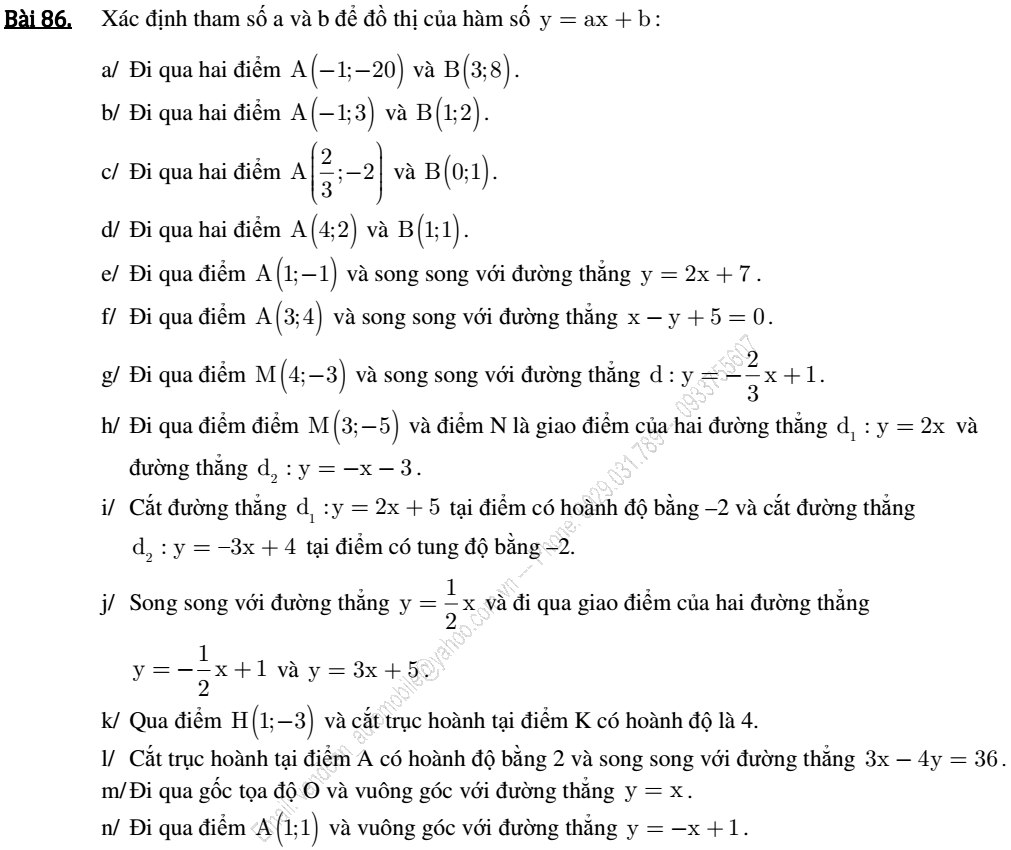 Bài 86. Xác định tham số a và b để đồ thị của hàm số y = ax + b :
a/ Đi qua hai điểm A(−1;−20) và B(3;8).
b/ Đi qua hai điểm A(−1;3) và B(1;2).
c/ Đi qua hai điểm A(2/3;−2) và B(0;1).
d/ Đi qua hai điểm A(4;2) và B(1;1).
e/ Đi qua điểm A(1;−1) và song song với đường thẳng y = 2x + 7.
f/ Đi qua điểm A(3;4) và song song với đường thẳng x − y + 5 = 0.
g/ Đi qua điểm M(4;−3) và song song với đường thẳng d : y = −2/3x + 1.
h/ Đi qua điểm điểm M(3;−5) và điểm N là giao điểm của hai đường thẳng d₁ : y = 2x và
đường thẳng d₂ : y = −x − 3.
i/ Cắt đường thẳng d₁ : y = 2x + 5 tại điểm có hoành độ bằng –2 và cắt đường thẳng
d₂ : y = −3x + 4 tại điểm có tung độ bằng –2.
j/ Song song với đường thẳng y = 1/2x và đi qua giao điểm của hai đường thẳng
y = −1/2x + 1 và y = 3x + 5.
k/ Qua điểm H(1;−3) và cắt trục hoành tại điểm K có hoành độ là 4.
l/ Cắt trục hoành tại điểm A có hoành độ bằng 2 và song song với đường thẳng 3x − 4y = 36.
m/ Đi qua gốc tọa độ O và vuông góc với đường thẳng y = x.
n/ Đi qua điểm A(1;1) và vuông góc với đường thẳng y = −x + 1.